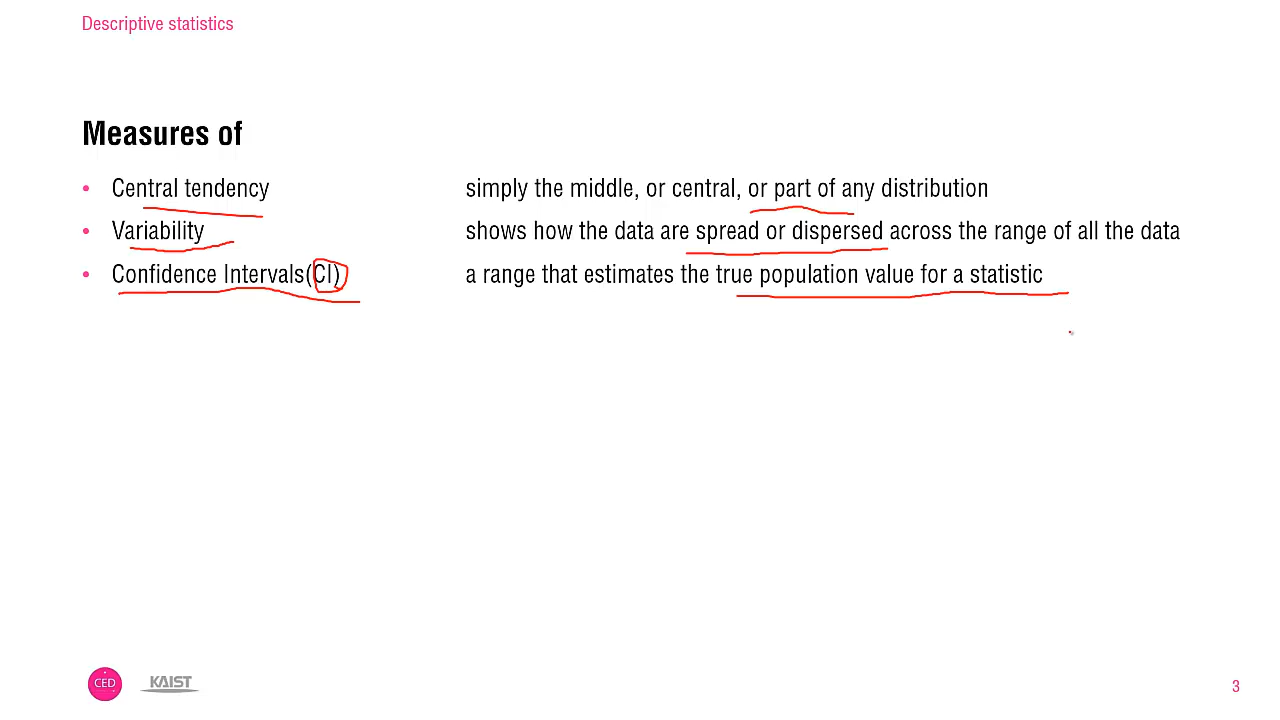 Descriptive statistics
Measures of
• Central tendency simply the middle, or central, or part of any distribution
• Variability shows how the data are spread or dispersed across the range of all the data
• Confidence Intervals(CI) a range that estimates the true population value for a statistic
CED KAIST 3